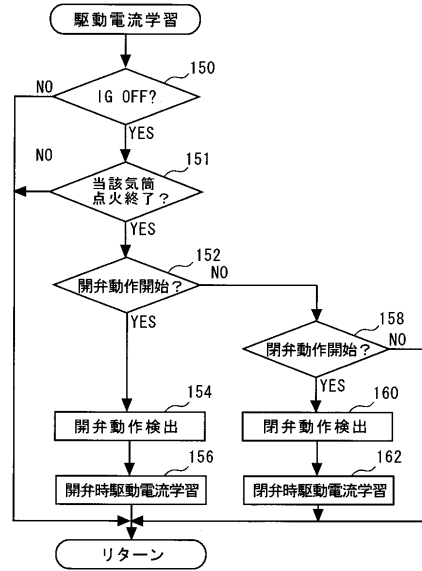 駆動電流学習
150
IG OFF?
NO
YES
151
当該気筒
点火終了?
NO
YES
152
開弁動作開始?
NO
YES
158
閉弁動作開始?
NO
YES
154
開弁動作検出
160
閉弁動作検出
156
開弁時駆動電流学習
162
閉弁時駆動電流学習
リターン